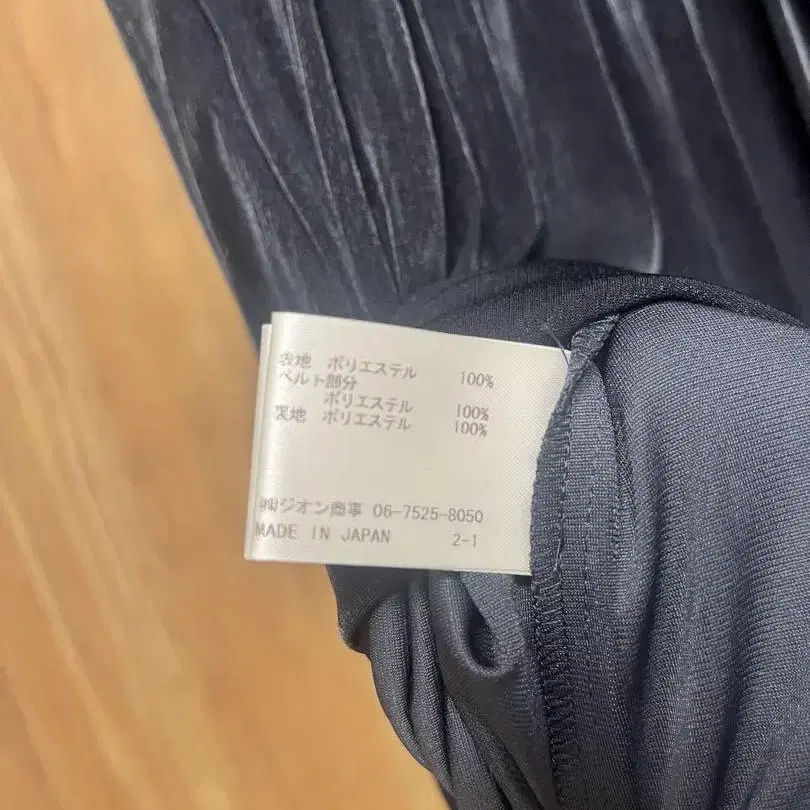 表地 ポリエステル 100%
ベルト部分
ポリエステル 100%
裏地 ポリエステル 100%
㈱ジオン商事 06-7525-8050
MADE IN JAPAN 2-1